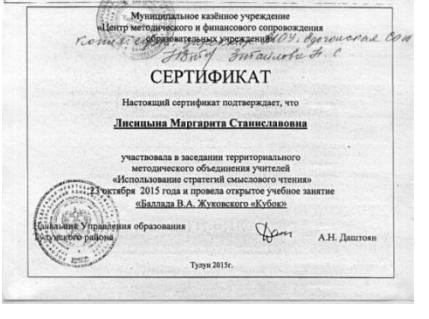 Муниципальное казённое учреждение
«Центр методического и финансового сопровождения
образовательных учреждений»
СЕРТИФИКАТ
Настоящий сертификат подтверждает, что
Лисицына Маргарита Станиславовна
участвовала в заседании территориального
методического объединения учителей
«Использование стратегий смыслового чтения»
23 октября 2015 года и провела открытое учебное занятие
«Баллада В.А. Жуковского «Кубок»
Начальник Управления образования
Тулунского района
А.Н. Даштоян
Тулун 2015г.